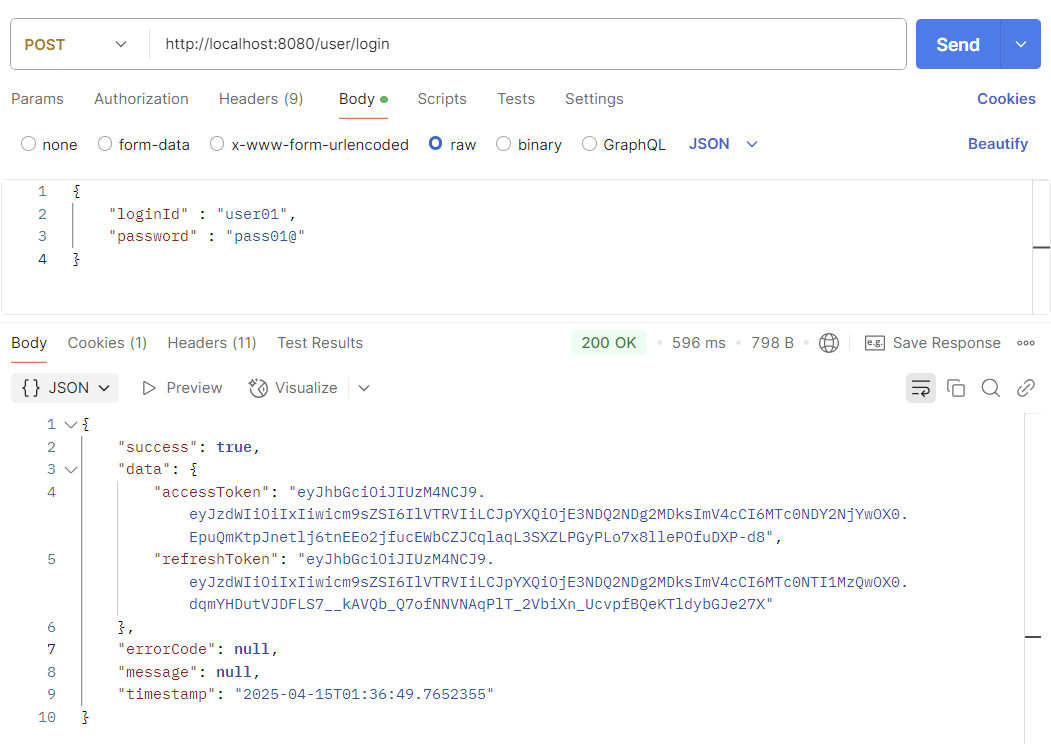 POST http://localhost:8080/user/login Send
Params Authorization Headers (9) Body Scripts Tests Settings Cookies
none form-data x-www-form-urlencoded raw binary GraphQL JSON Beautify
1 {
2 "loginId" : "user01",
3 "password" : "pass01@"
4 }
Body Cookies (1) Headers (11) Test Results 200 OK • 596 ms • 798 B • e.g. Save Response
{} JSON Preview Visualize
1 {
2 "success": true,
3 "data": {
4 "accessToken": "eyJhbGciOiJIUzM4NCJ9.
eyJzdWIiOiIxIiwicm9sZSI6IlVTRVIiLCJpYXQiOjE3NDQ2NDg2MDksImV4cCI6MTc0NDY2NjYwOX0.
EpuQmKtpJnetlj6tnEEo2jfucEWbCZJCqlaqL3SXZLPGyPLo7x8llePOfuDXP-d8",
5 "refreshToken": "eyJhbGciOiJIUzM4NCJ9.
eyJzdWIiOiIxIiwicm9sZSI6IlVTRVIiLCJpYXQiOjE3NDQ2NDg2MDksImV4cCI6MTc0NTI1MzQwOX0.
dqmYHDutVJDFLS7__kAVQb_Q7ofNNVNAqPlT_2VbiXn_UcvpfBQeKTldybGJe27X"
6 },
7 "errorCode": null,
8 "message": null,
9 "timestamp": "2025-04-15T01:36:49.7652355"
10 }